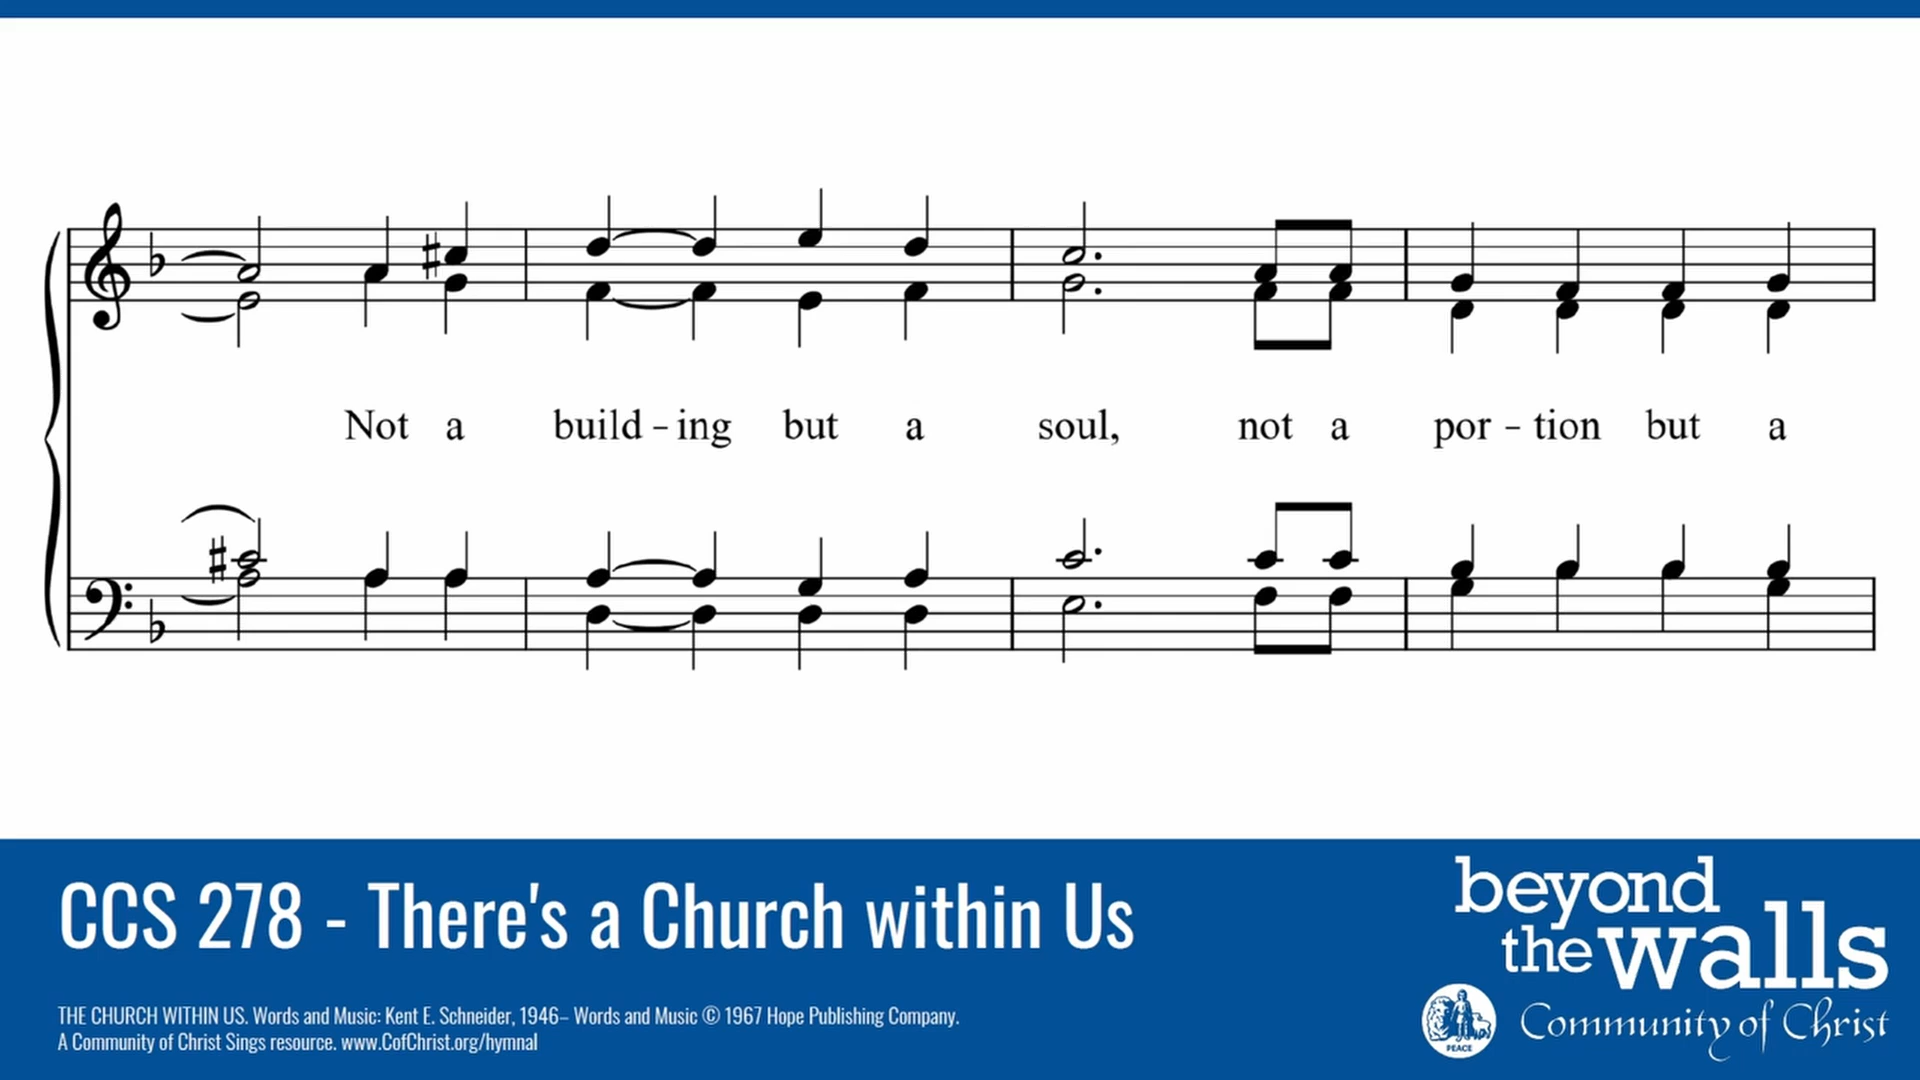 Not a build - ing but a soul, not a por - tion but a
CCS 278 - There's a Church within Us
THE CHURCH WITHIN US. Words and Music: Kent E. Schneider, 1946– Words and Music © 1967 Hope Publishing Company.
A Community of Christ Sings resource. www.CofChrist.org/hymnal
beyond
the walls
PEACE
Community of Christ